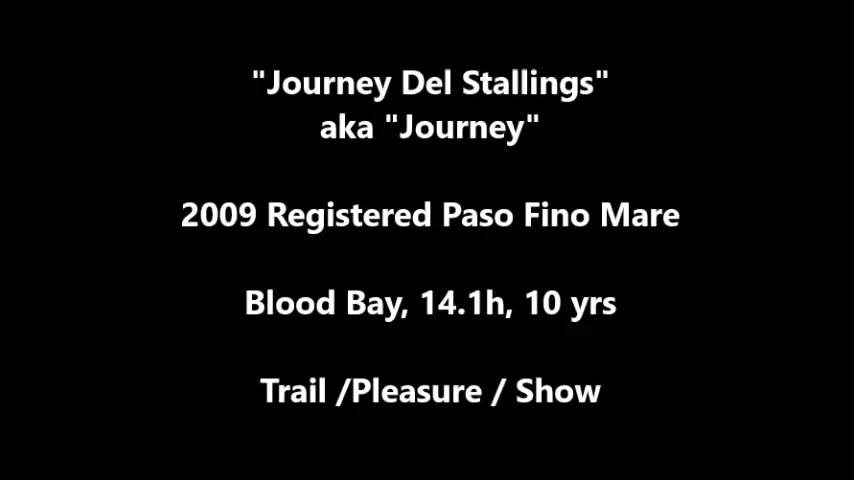 "Journey Del Stallings"
aka "Journey"
2009 Registered Paso Fino Mare
Blood Bay, 14.1h, 10 yrs
Trail /Pleasure / Show